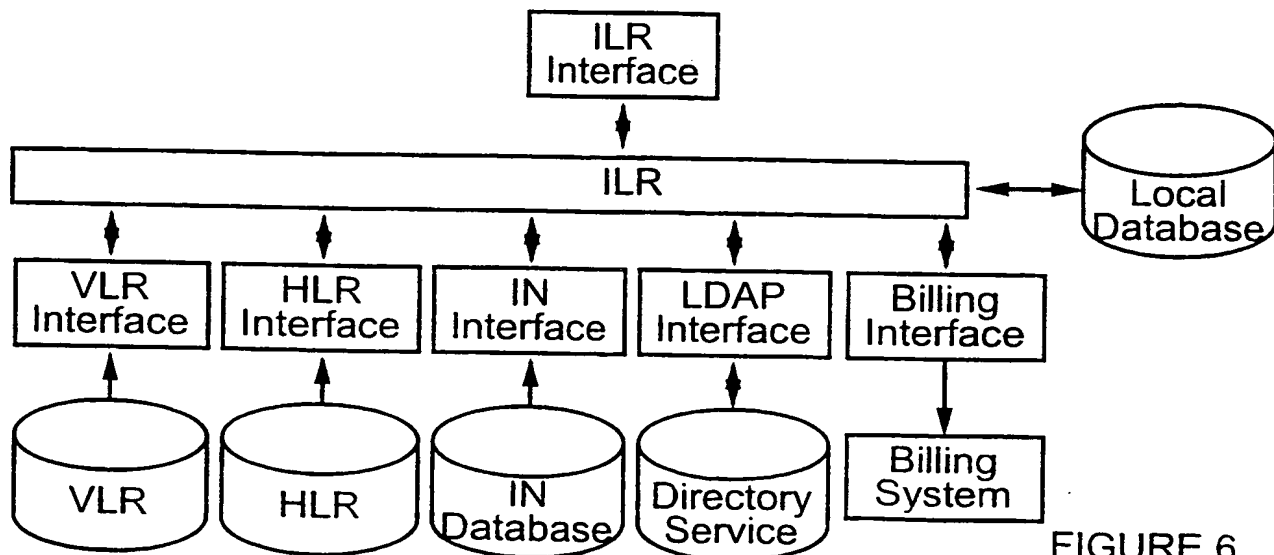 ILR
Interface
ILR
Local
Database
VLR
Interface
HLR
Interface
IN
Interface
LDAP
Interface
Billing
Interface
VLR
HLR
IN
Database
Directory
Service
Billing
System
FIGURE 6